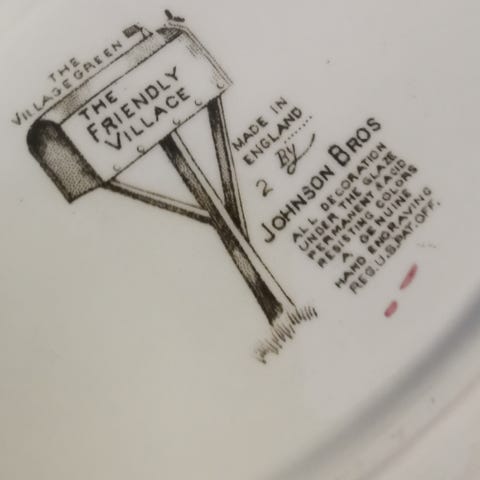 THE
VILLAGE GREEN
THE
FRIENDLY
VILLAGE
MADE IN
ENGLAND
2 By
JOHNSON BROS
ALL DECORATION
UNDER THE GLAZE
PERMANENT & ACID
RESISTING COLORS
A GENUINE
HAND ENGRAVING
REG. U.S. PAT. OFF.